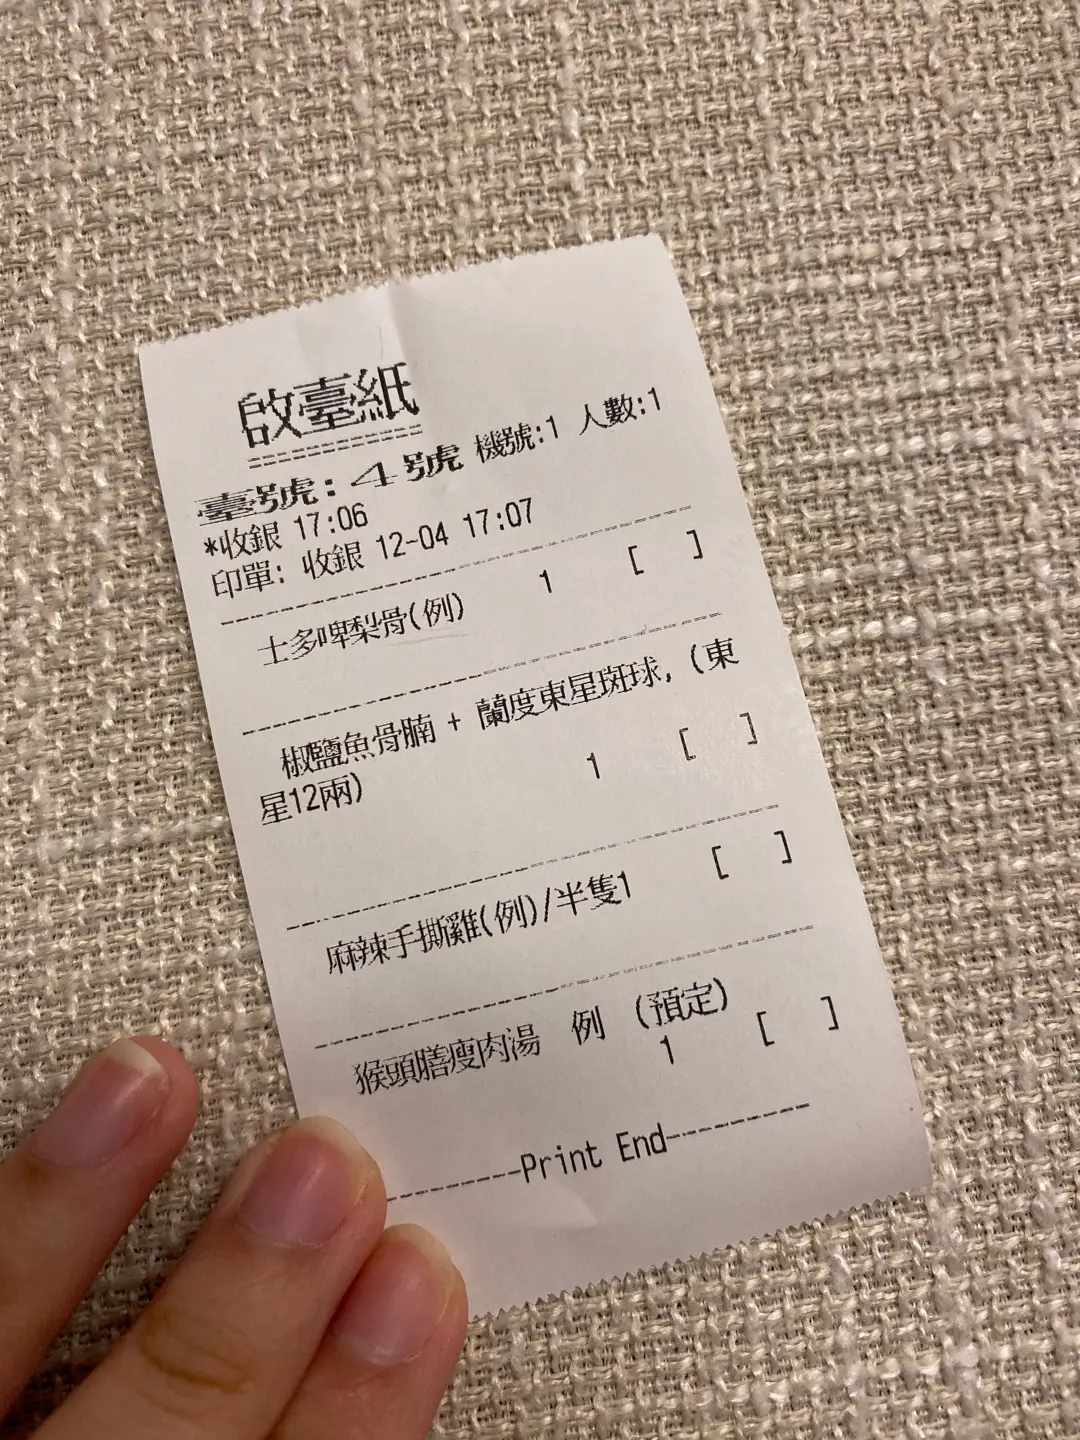 啟臺紙
臺號: 4號 機號:1 人數:1
*收銀 17:06
印單: 收銀 12-04 17:07
士多啤梨骨(例) 1 [ ]
椒鹽魚骨腩 + 蘭度東星斑球, (東
星12兩) 1 [ ]
麻辣手撕雞(例)/半隻1 [ ]
猴頭膳瘦肉湯 例 (預定)
1 [ ]
Print End